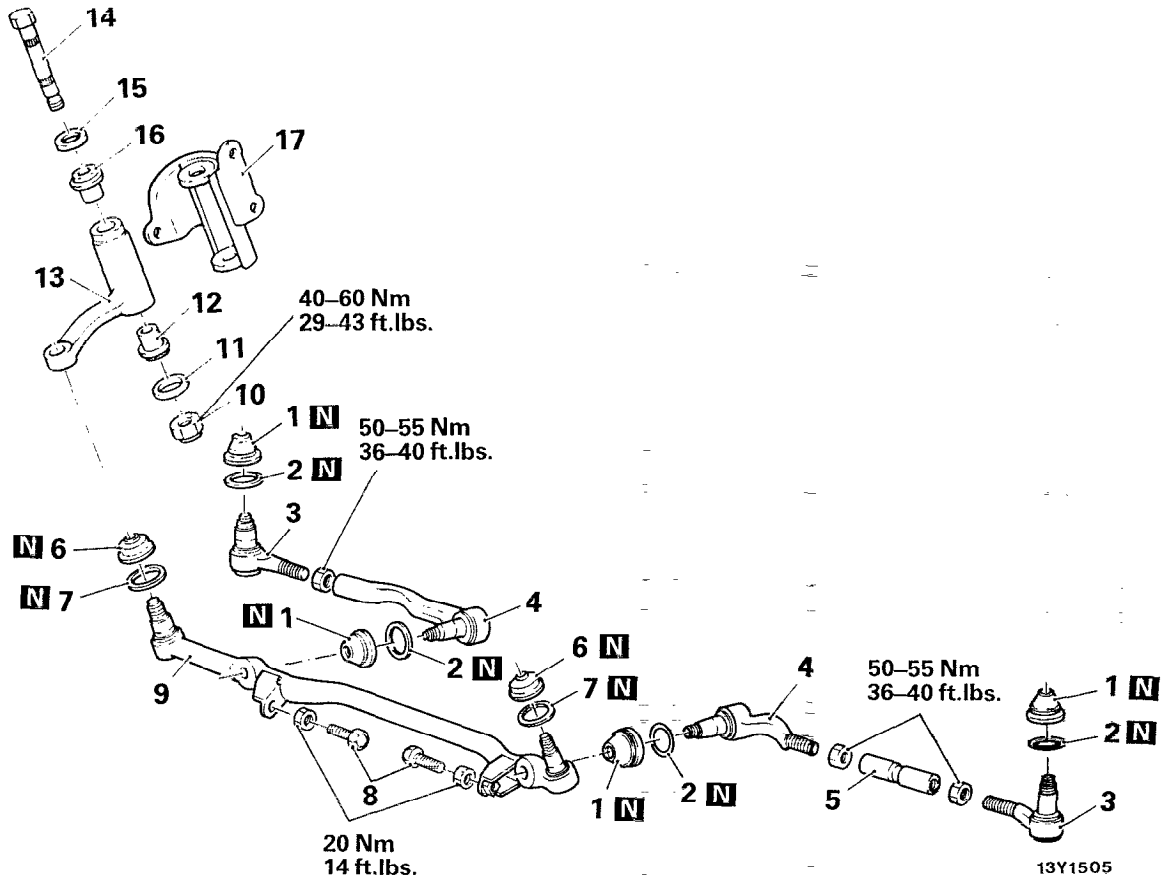 14
15
16
17
13
12
40–60 Nm
29–43 ft.lbs.
11
10
1 N
50–55 Nm
36–40 ft.lbs.
2 N
3
N 6
N 7
N 1
4
2 N
6 N
7 N
9
4
50–55 Nm
36–40 ft.lbs.
1 N
2 N
8
1 N
2 N
5
3
20 Nm
14 ft.lbs.
13Y1505